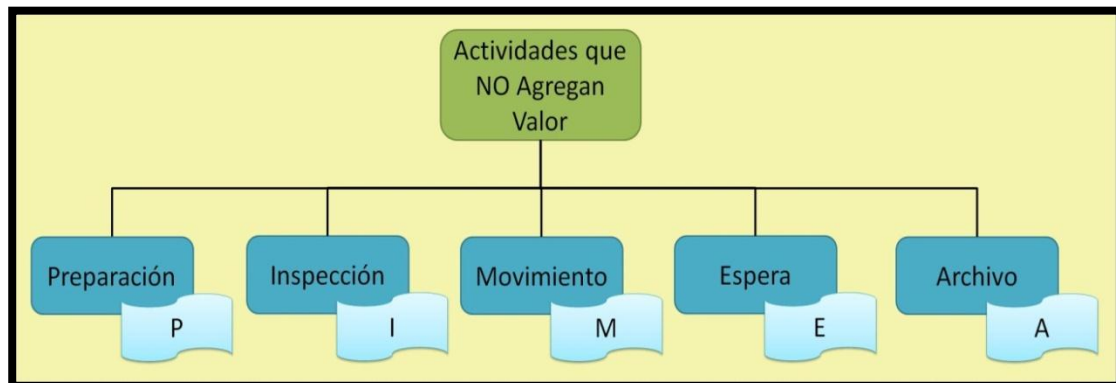 Actividades que
NO Agregan
Valor
Preparación
Inspección
Movimiento
Espera
Archivo
P
I
M
E
A